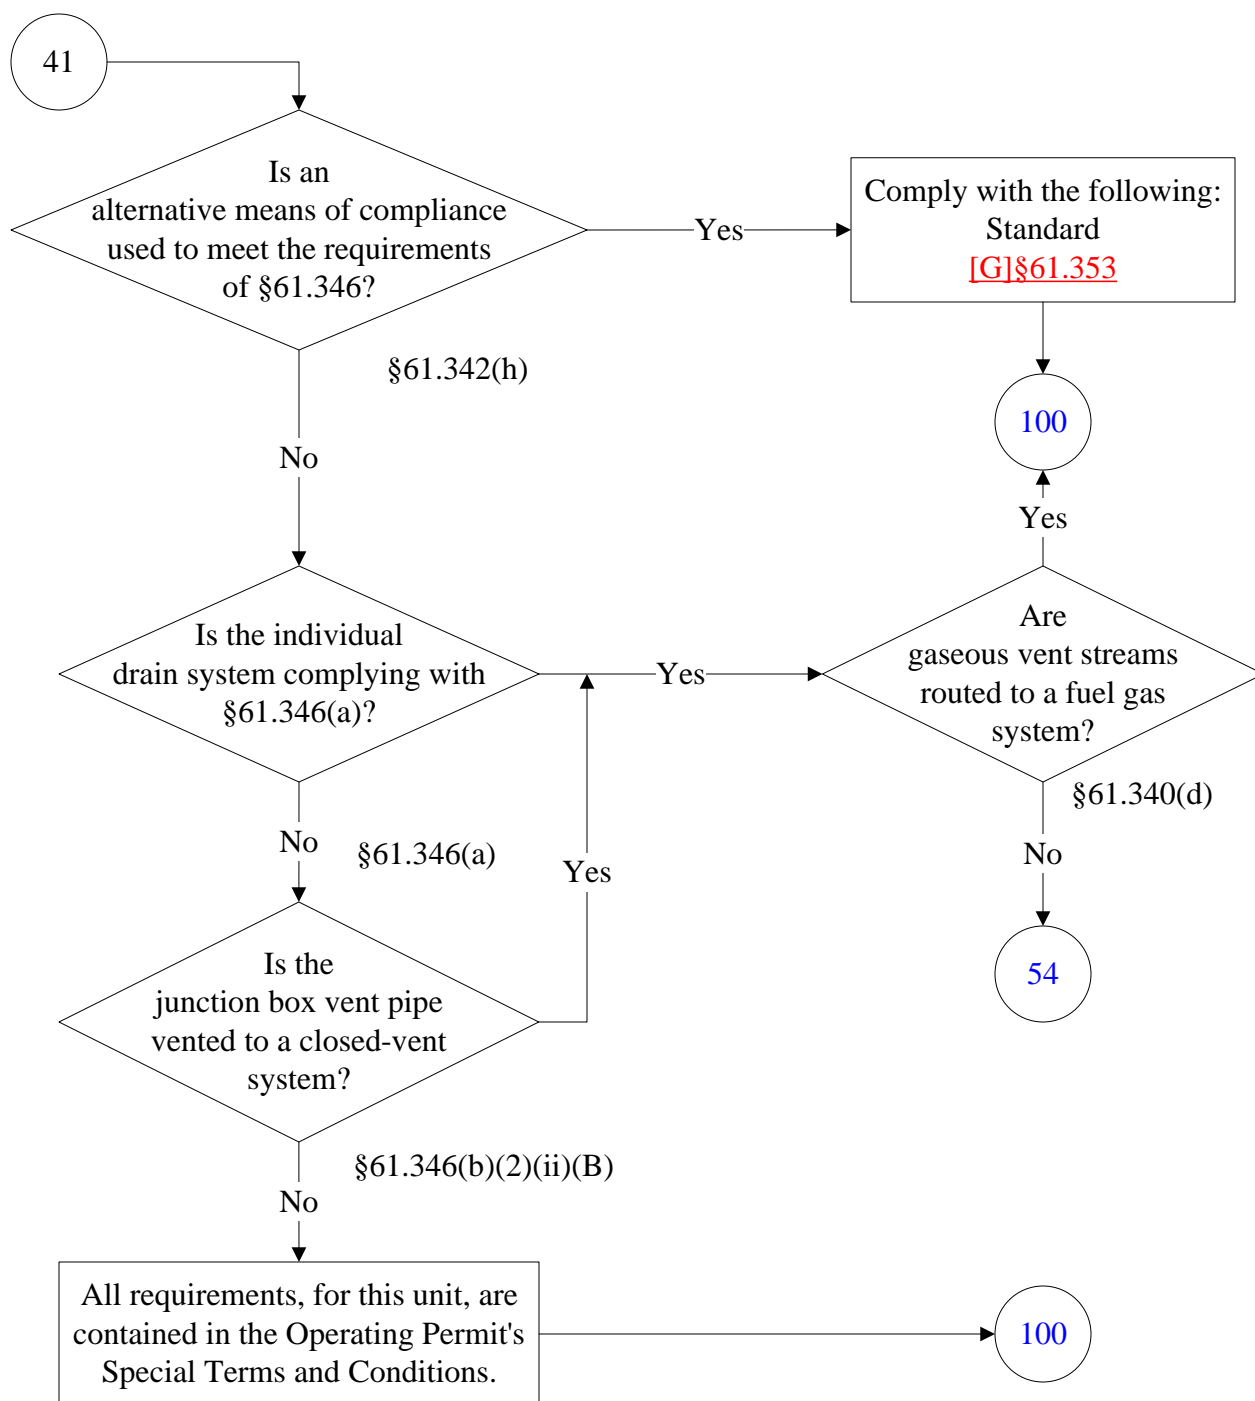 41
Is an
alternative means of compliance
used to meet the requirements
of §61.346?
Yes
Comply with the following:
Standard
[G]§61.353
§61.342(h)
100
No
Yes
Is the individual
drain system complying with
§61.346(a)?
Yes
Are
gaseous vent streams
routed to a fuel gas
system?
§61.340(d)
No
§61.346(a)
Yes
No
54
Is the
junction box vent pipe
vented to a closed-vent
system?
§61.346(b)(2)(ii)(B)
No
All requirements, for this unit, are
contained in the Operating Permit's
Special Terms and Conditions.
100